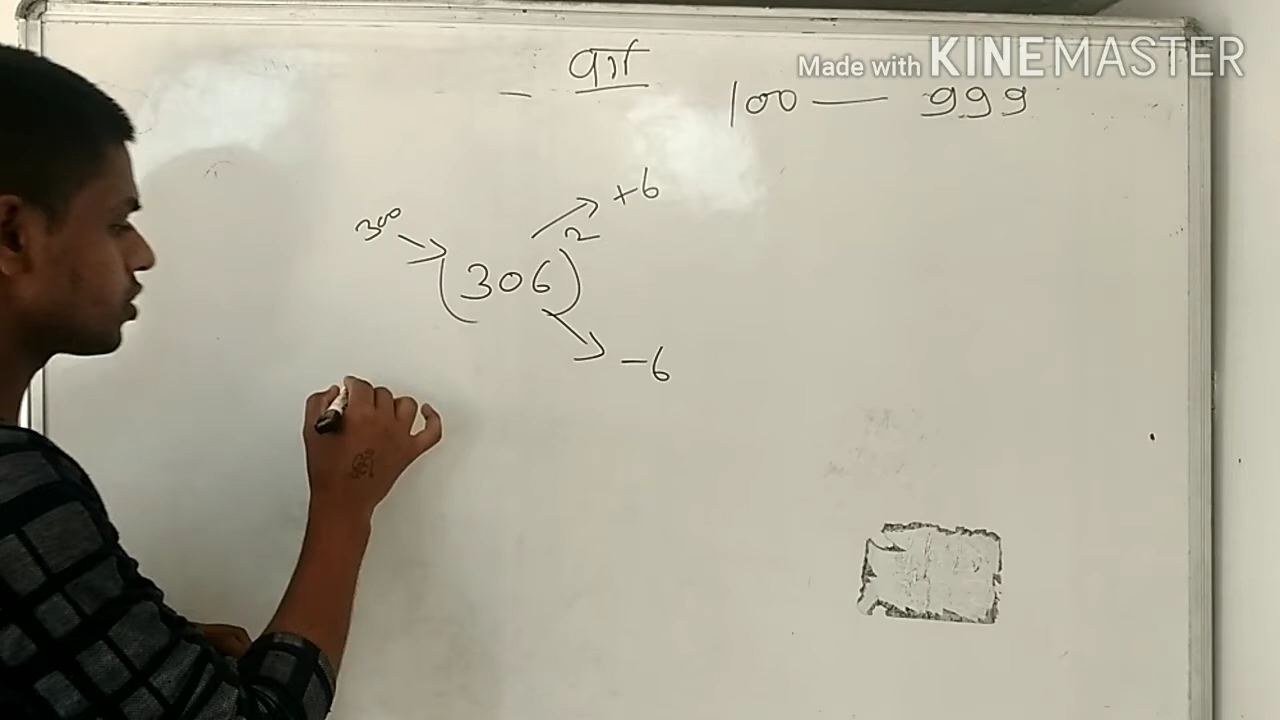 Made with KINEMASTER
- वर्ग
100 — 999
+6
300 → (306)²
-6